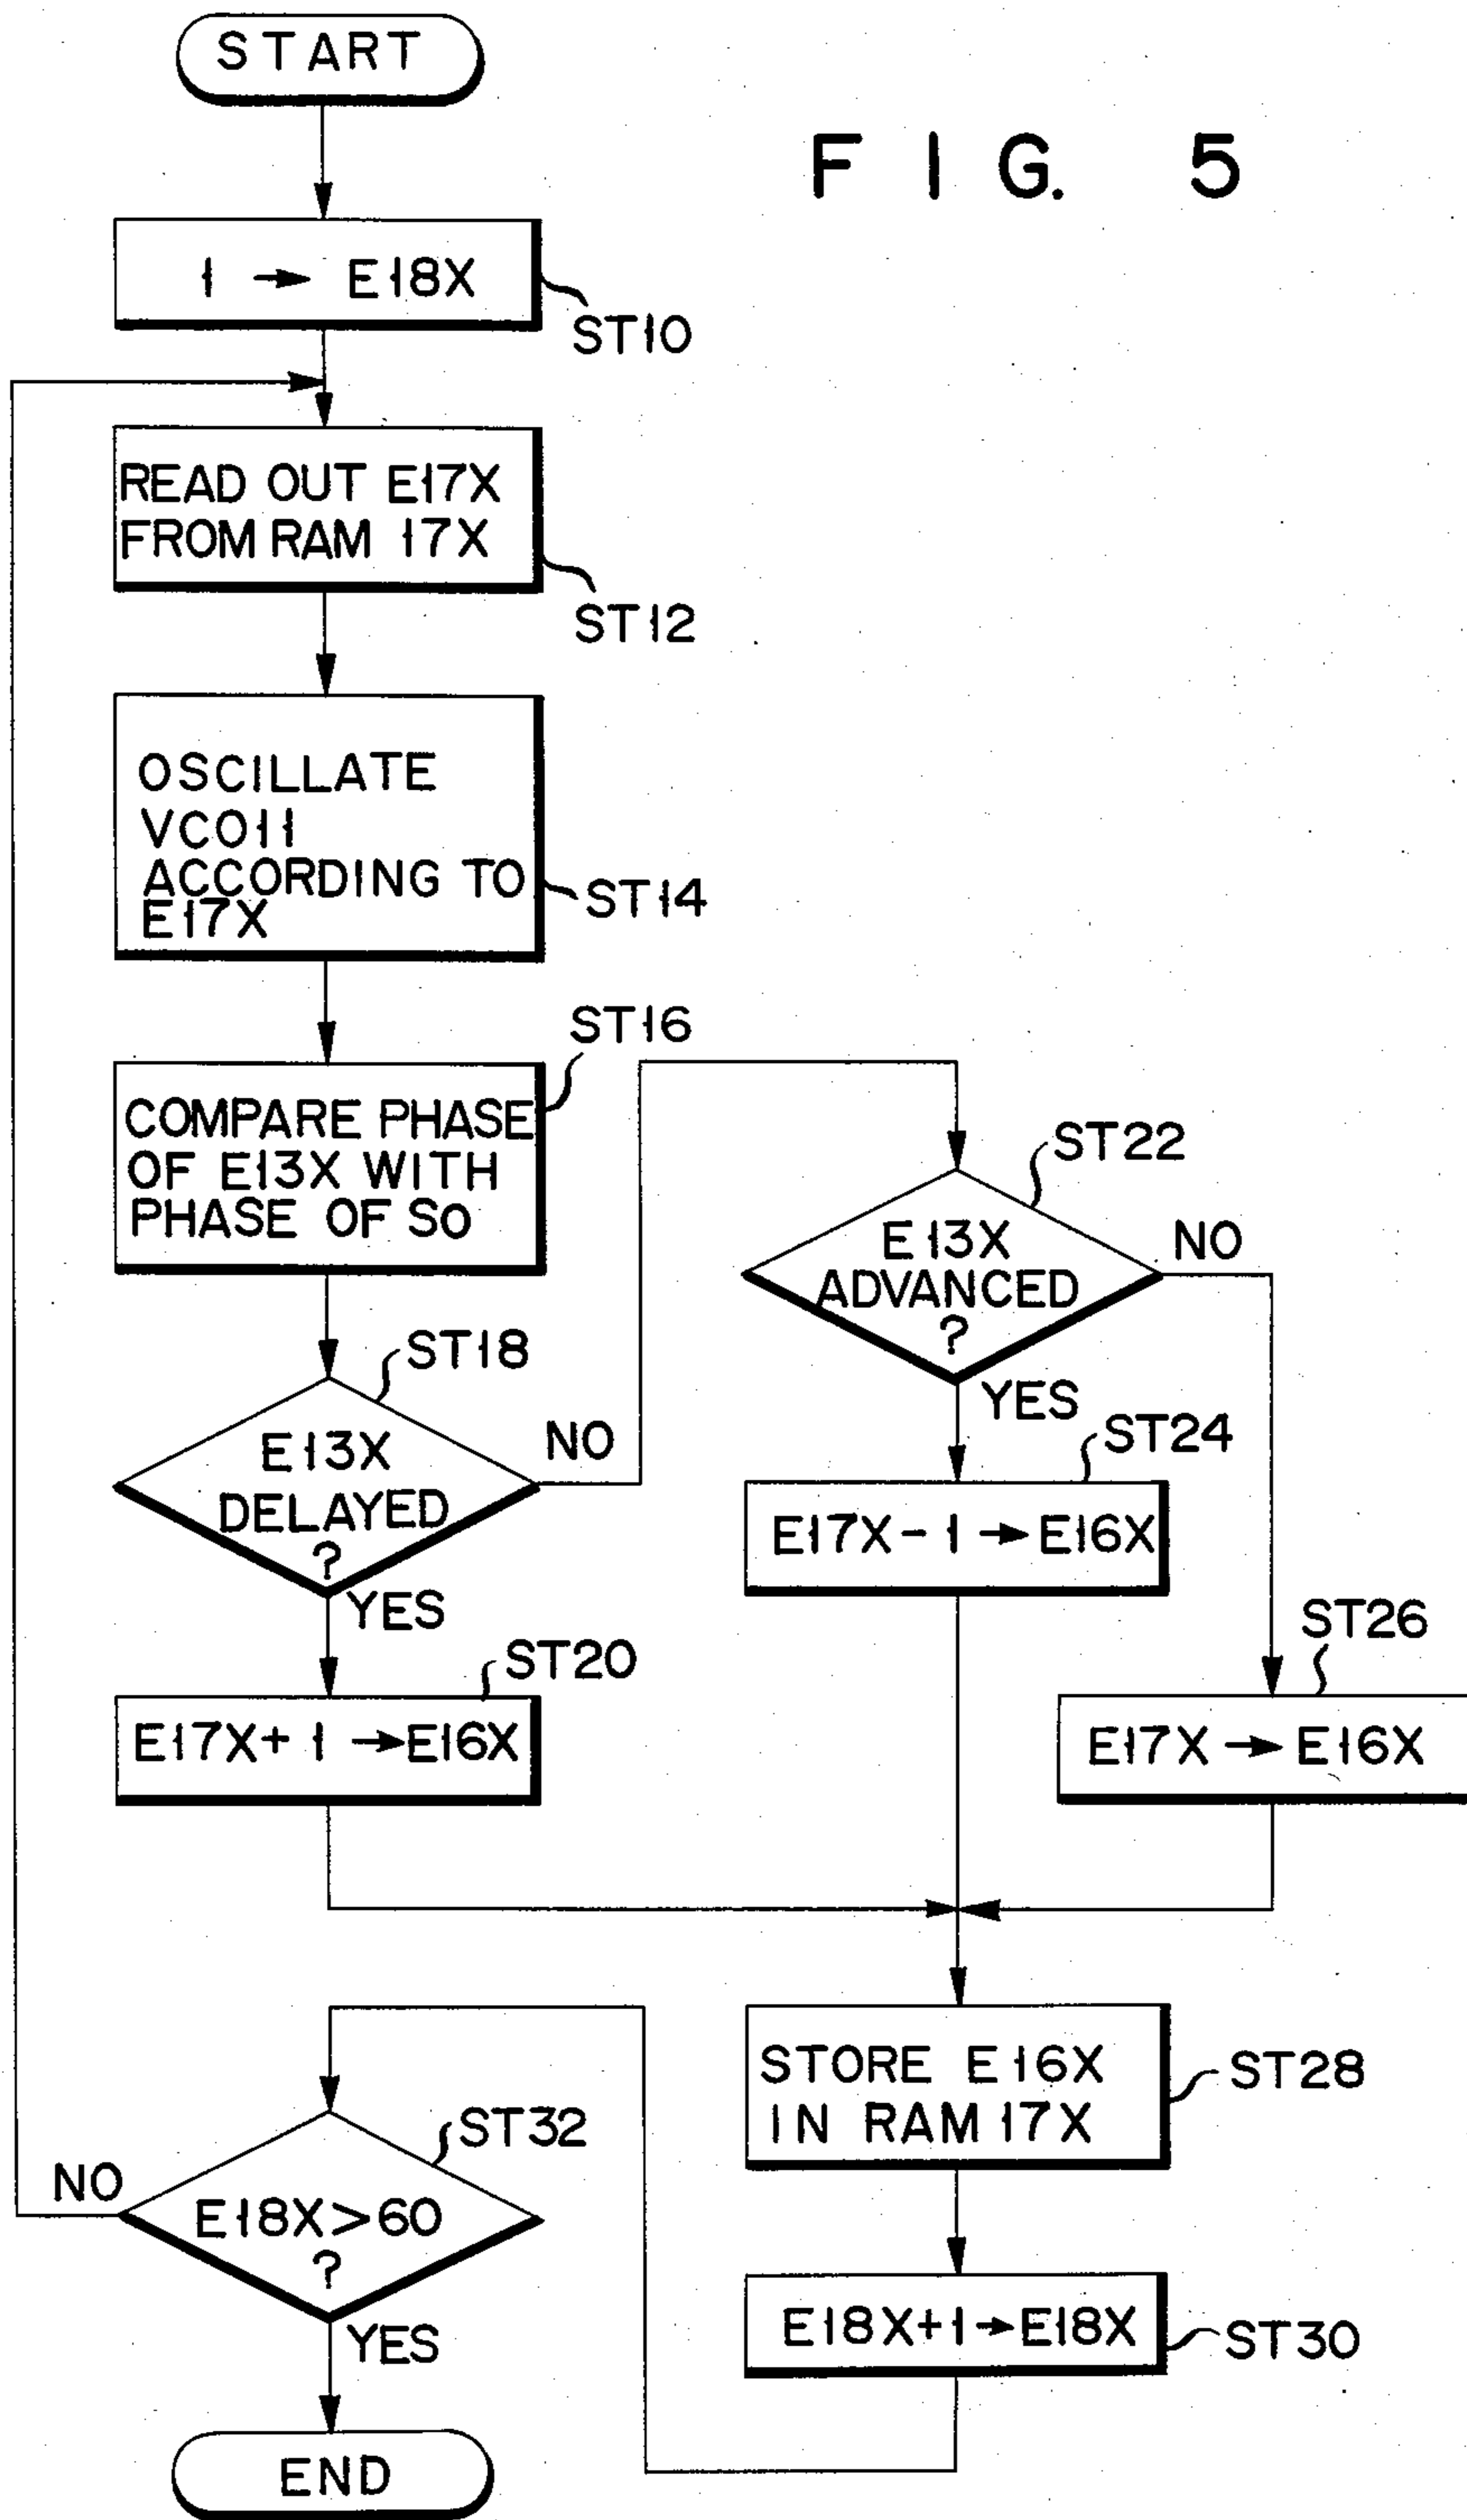 START
FIG. 5
1 → E18X
ST10
READ OUT E17X
FROM RAM 17X
ST12
OSCILLATE
VCO11
ACCORDING TO
E17X
ST14
ST16
COMPARE PHASE
OF E13X WITH
PHASE OF SO
ST18
E13X
DELAYED
?
NO
YES
ST20
E17X+1→E16X
ST22
E13X
ADVANCED
?
NO
YES
ST24
E17X-1→E16X
ST26
E17X→E16X
STORE E16X
IN RAM 17X
ST28
E18X+1→E18X
ST30
ST32
NO
E18X>60
?
YES
END